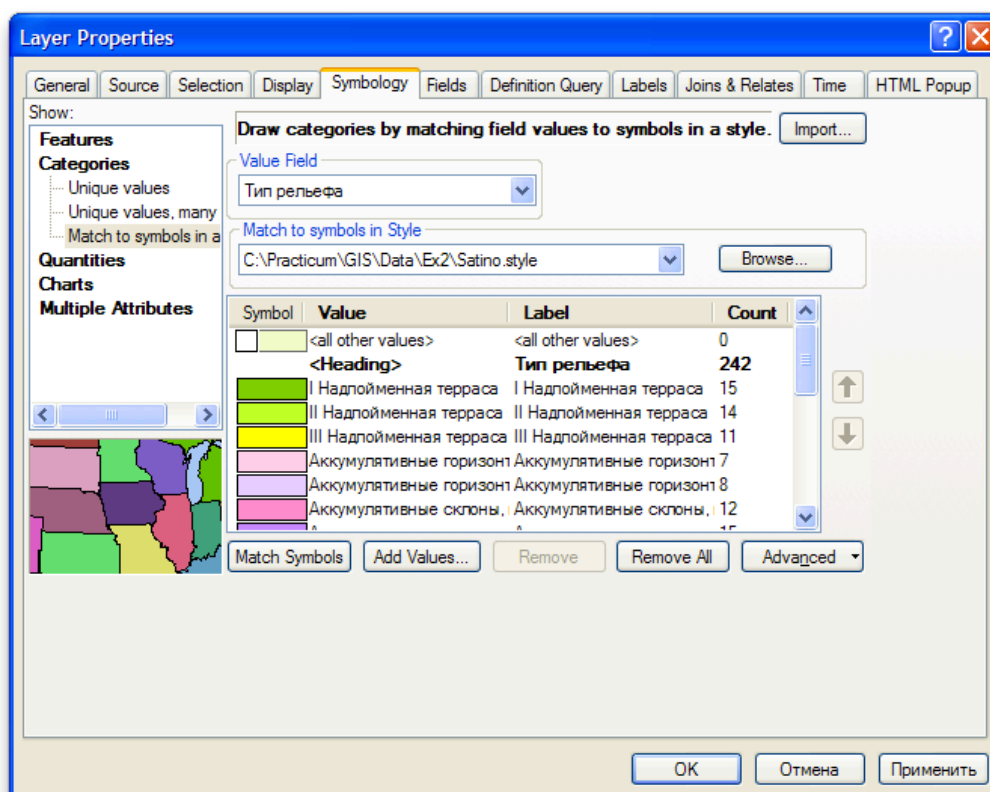 Layer Properties
General Source Selection Display Symbology Fields Definition Query Labels Joins & Relates Time HTML Popup
Show:
Features
Categories
Unique values
Unique values, many
Match to symbols in a
Quantities
Charts
Multiple Attributes
Draw categories by matching field values to symbols in a style. Import...
Value Field
Тип рельефа
Match to symbols in Style
C:\Practicum\GIS\Data\Ex2\Satino.style Browse...
Symbol Value Label Count
<all other values> <all other values> 0
<Heading> Тип рельефа 242
I Надпойменная терраса I Надпойменная терраса 15
II Надпойменная терраса II Надпойменная терраса 14
III Надпойменная терраса III Надпойменная терраса 11
Аккумулятивные горизонт Аккумулятивные горизонт 7
Аккумулятивные горизонт Аккумулятивные горизонт 8
Аккумулятивные склоны, Аккумулятивные склоны, 12
Match Symbols Add Values... Remove Remove All Advanced
OK Отмена Применить